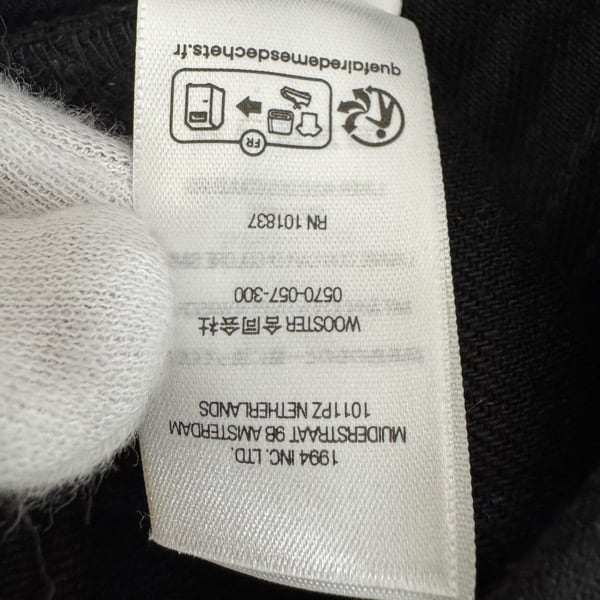 1994 INC. LTD.
MUIDERSTRAAT 9B AMSTERDAM
1011PZ NETHERLANDS
WOOSTER 合同会社
0570-057-300
RN 101837
FR
quefairedemesdechets.fr